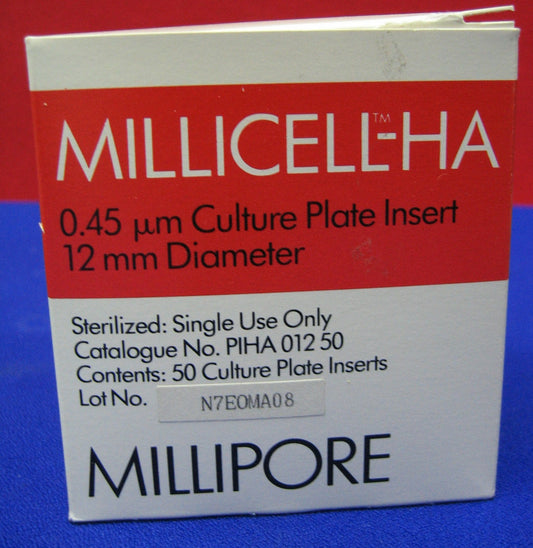 MILLICELL™-HA
0.45 µm Culture Plate Insert
12 mm Diameter
Sterilized: Single Use Only
Catalogue No. PIHA 012 50
Contents: 50 Culture Plate Inserts
Lot No. N7EOMA08
MILLIPORE